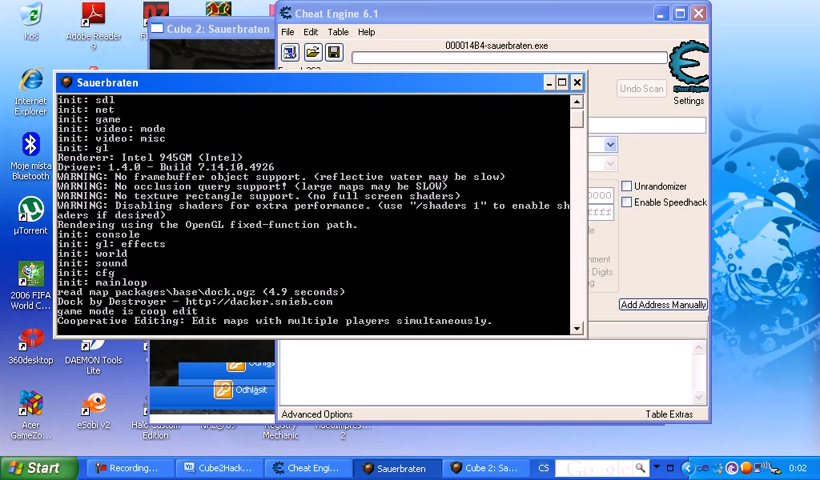 Koš
Adobe Reader
9
Internet
Explorer
Moje místa
Bluetooth
µTorrent
2006 FIFA
World C...
360desktop
DAEMON Tools
Lite
Acer
GameZo...
eSobi v2
Halo Custom
Edition
Registry
Mechanic
2
Cube 2: Sauerbraten
Odhlásit
Cheat Engine 6.1
File Edit Table Help
000014B4-sauerbraten.exe
Undo Scan
Settings
Unrandomizer
Enable Speedhack
Digits
Add Address Manually
Advanced Options
Table Extras
Sauerbraten
init: sdl
init: net
init: game
init: video: mode
init: video: misc
init: gl
Renderer: Intel 945GM (Intel)
Driver: 1.4.0 - Build 7.14.10.4926
WARNING: No framebuffer object support. (reflective water may be slow)
WARNING: No occlusion query support! (large maps may be SLOW)
WARNING: No texture rectangle support. (no full screen shaders)
WARNING: Disabling shaders for extra performance. (use "/shaders 1" to enable sh
aders if desired)
Rendering using the OpenGL fixed-function path.
init: console
init: gl: effects
init: world
init: sound
init: cfg
init: mainloop
read map packages\base\dock.ogz (4.9 seconds)
Dock by Destroyer - http://dacker.snieb.com
game mode is coop edit
Cooperative Editing: Edit maps with multiple players simultaneously.
Start
Recording...
Cube2Hack...
Cheat Engi...
Sauerbraten
Cube 2: Sa...
CS
Google
0:02